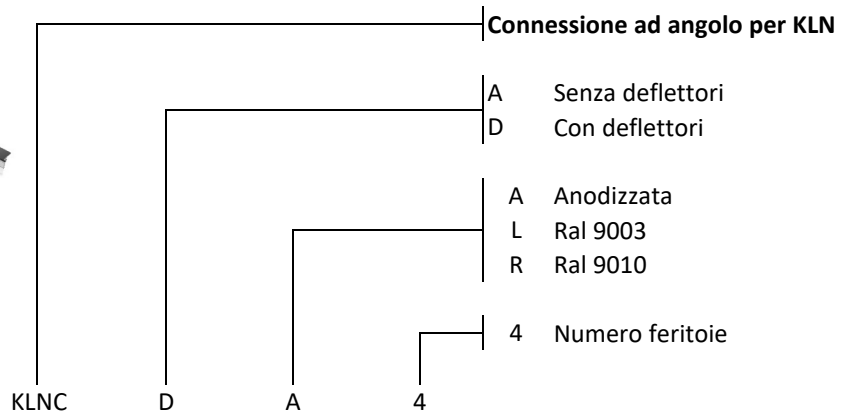 Connessione ad angolo per KLN
A Senza deflettori
D Con deflettori
A Anodizzata
L Ral 9003
R Ral 9010
4 Numero feritoie
KLNC D A 4